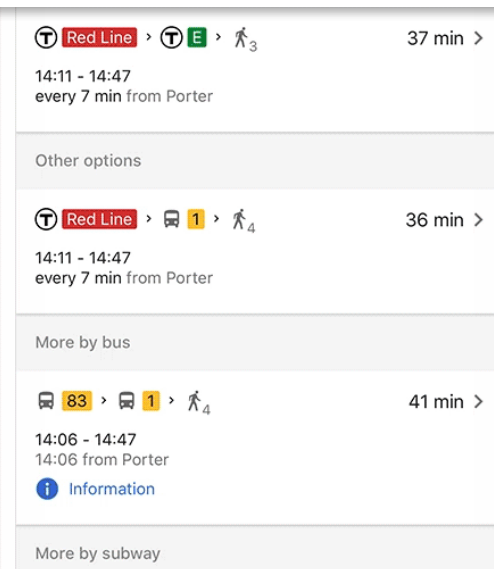 T Red Line > T E > 3 37 min >
14:11 - 14:47
every 7 min from Porter
Other options
T Red Line > 1 > 4 36 min >
14:11 - 14:47
every 7 min from Porter
More by bus
83 > 1 > 4 41 min >
14:06 - 14:47
14:06 from Porter
i Information
More by subway